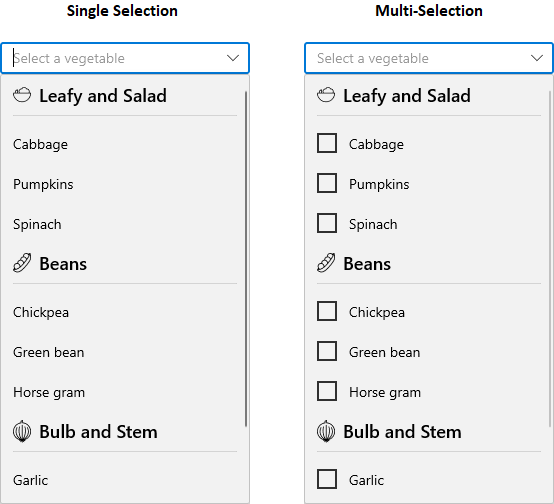 Single Selection
Select a vegetable
Leafy and Salad
Cabbage
Pumpkins
Spinach
Beans
Chickpea
Green bean
Horse gram
Bulb and Stem
Garlic
Multi-Selection
Select a vegetable
Leafy and Salad
Cabbage
Pumpkins
Spinach
Beans
Chickpea
Green bean
Horse gram
Bulb and Stem
Garlic